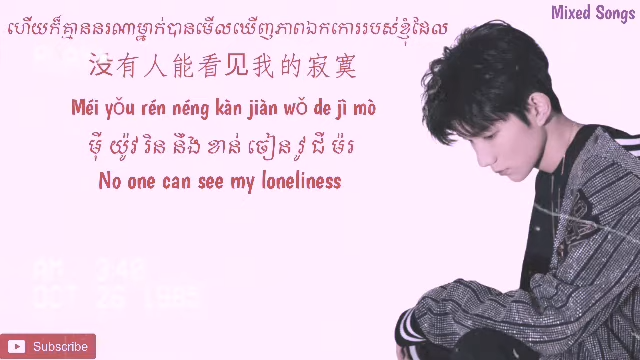 Mixed Songs
ហើយក៏គ្មាននរណាម្នាក់បានមើលឃើញភាពឯកកោររបស់ខ្ញុំដែល
没有人能看见我的寂寞
Méi yǒu rén néng kàn jiàn wǒ de jì mò
ម៉ី យ៉ូវ រិន នឹង ខាន់ ចៀន វូ ជី ម៉រ
No one can see my loneliness
AM 3:40
OCT 26 1985
Subscribe